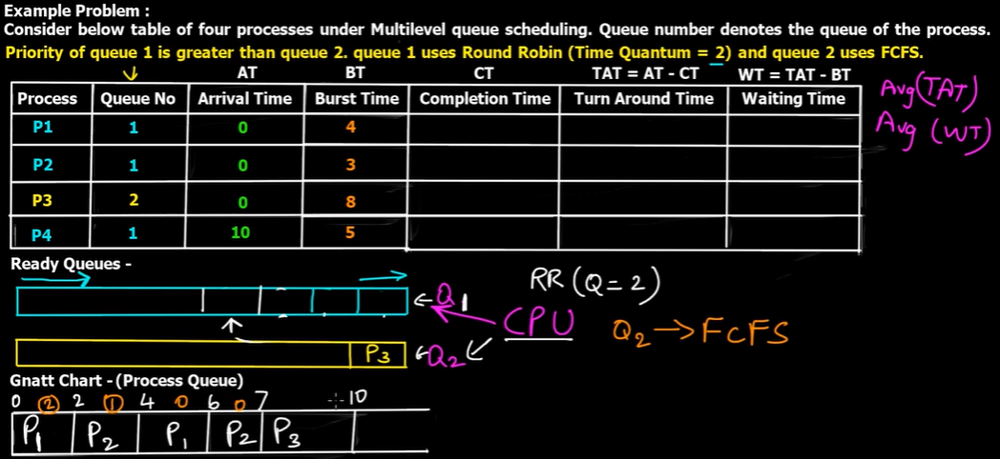 Example Problem :
Consider below table of four processes under Multilevel queue scheduling. Queue number denotes the queue of the process.
Priority of queue 1 is greater than queue 2. queue 1 uses Round Robin (Time Quantum = 2) and queue 2 uses FCFS.
AT BT CT TAT = AT - CT WT = TAT - BT
Process Queue No Arrival Time Burst Time Completion Time Turn Around Time Waiting Time
P1 1 0 4
P2 1 0 3
P3 2 0 8
P4 1 10 5
Avg(TAT)
Avg (WT)
Ready Queues -
RR (Q=2)
←Q1
CPU
Q2 → FCFS
P3 ←Q2
Gnatt Chart - (Process Queue)
0 2 2 1 4 0 6 0 7 10
P1 P2 P1 P2 P3